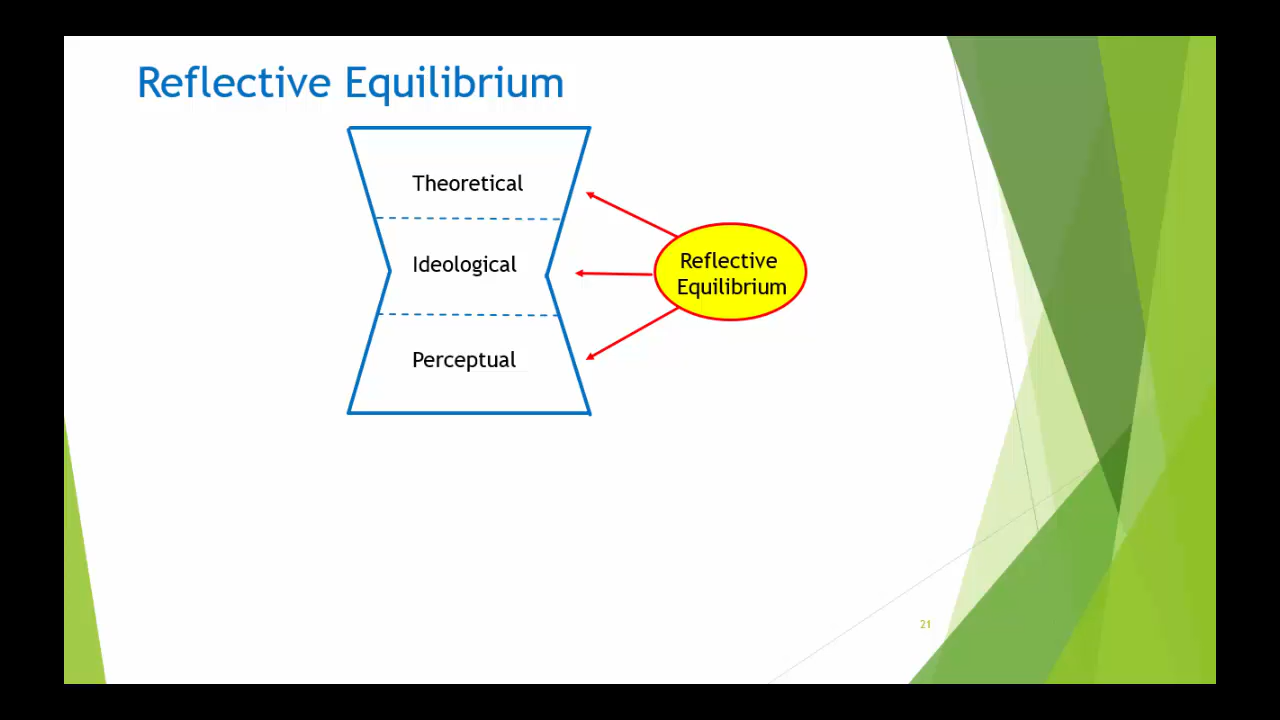 Reflective Equilibrium
Theoretical
Ideological
Perceptual
Reflective
Equilibrium
21